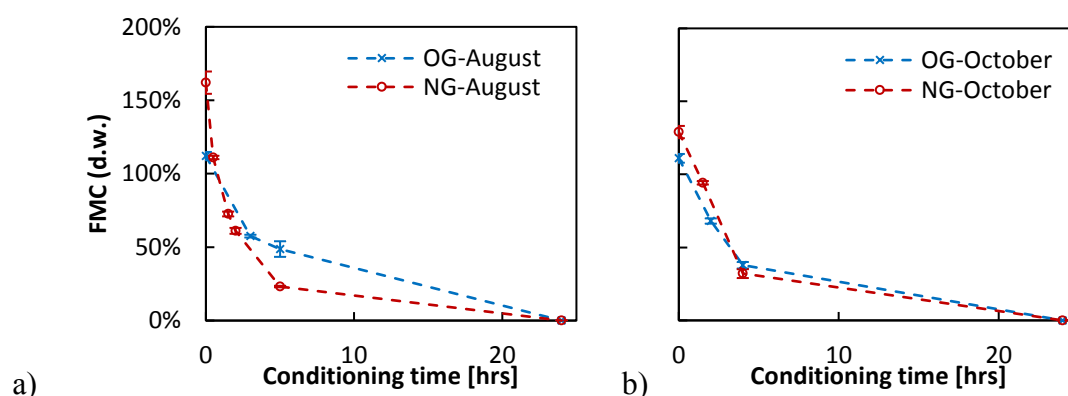 200%
150%
100%
50%
0%
FMC (d.w.)
OG-August
NG-August
0
10
20
Conditioning time [hrs]
a)
OG-October
NG-October
0
10
20
Conditioning time [hrs]
b)